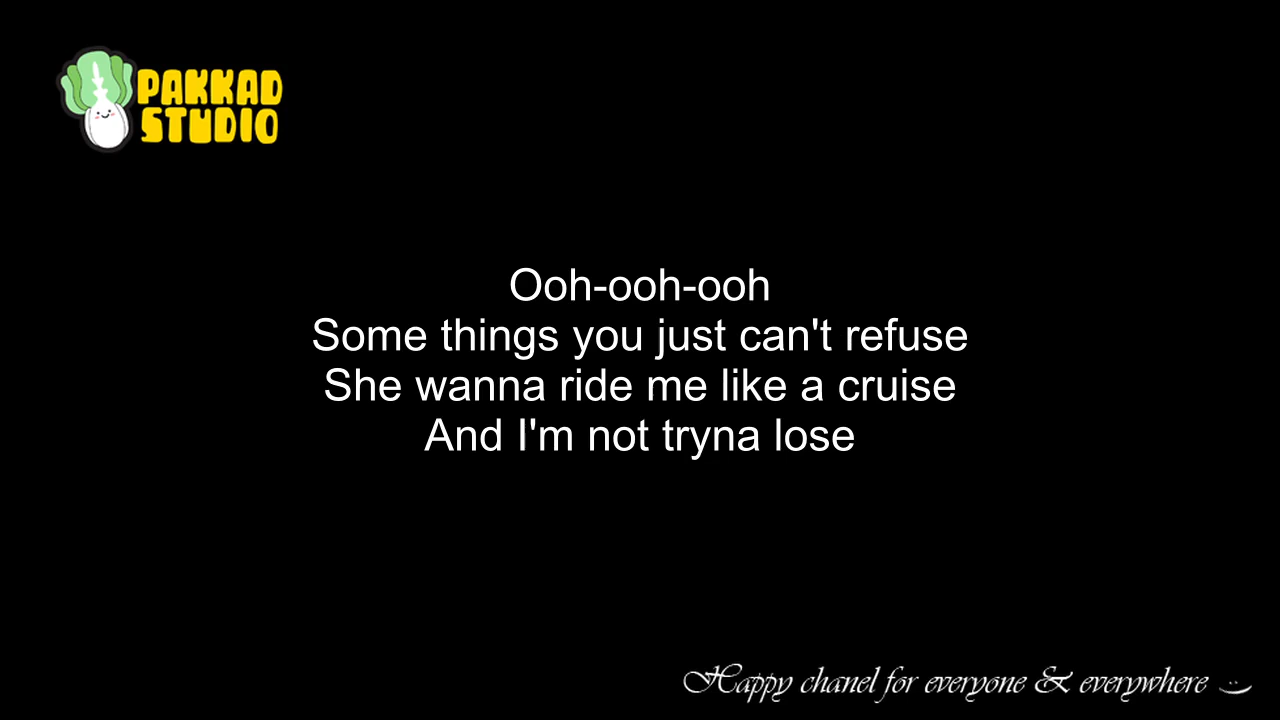 PAKKAD
STUDIO
Ooh-ooh-ooh
Some things you just can't refuse
She wanna ride me like a cruise
And I'm not tryna lose
Happy chanel for everyone & everywhere :)